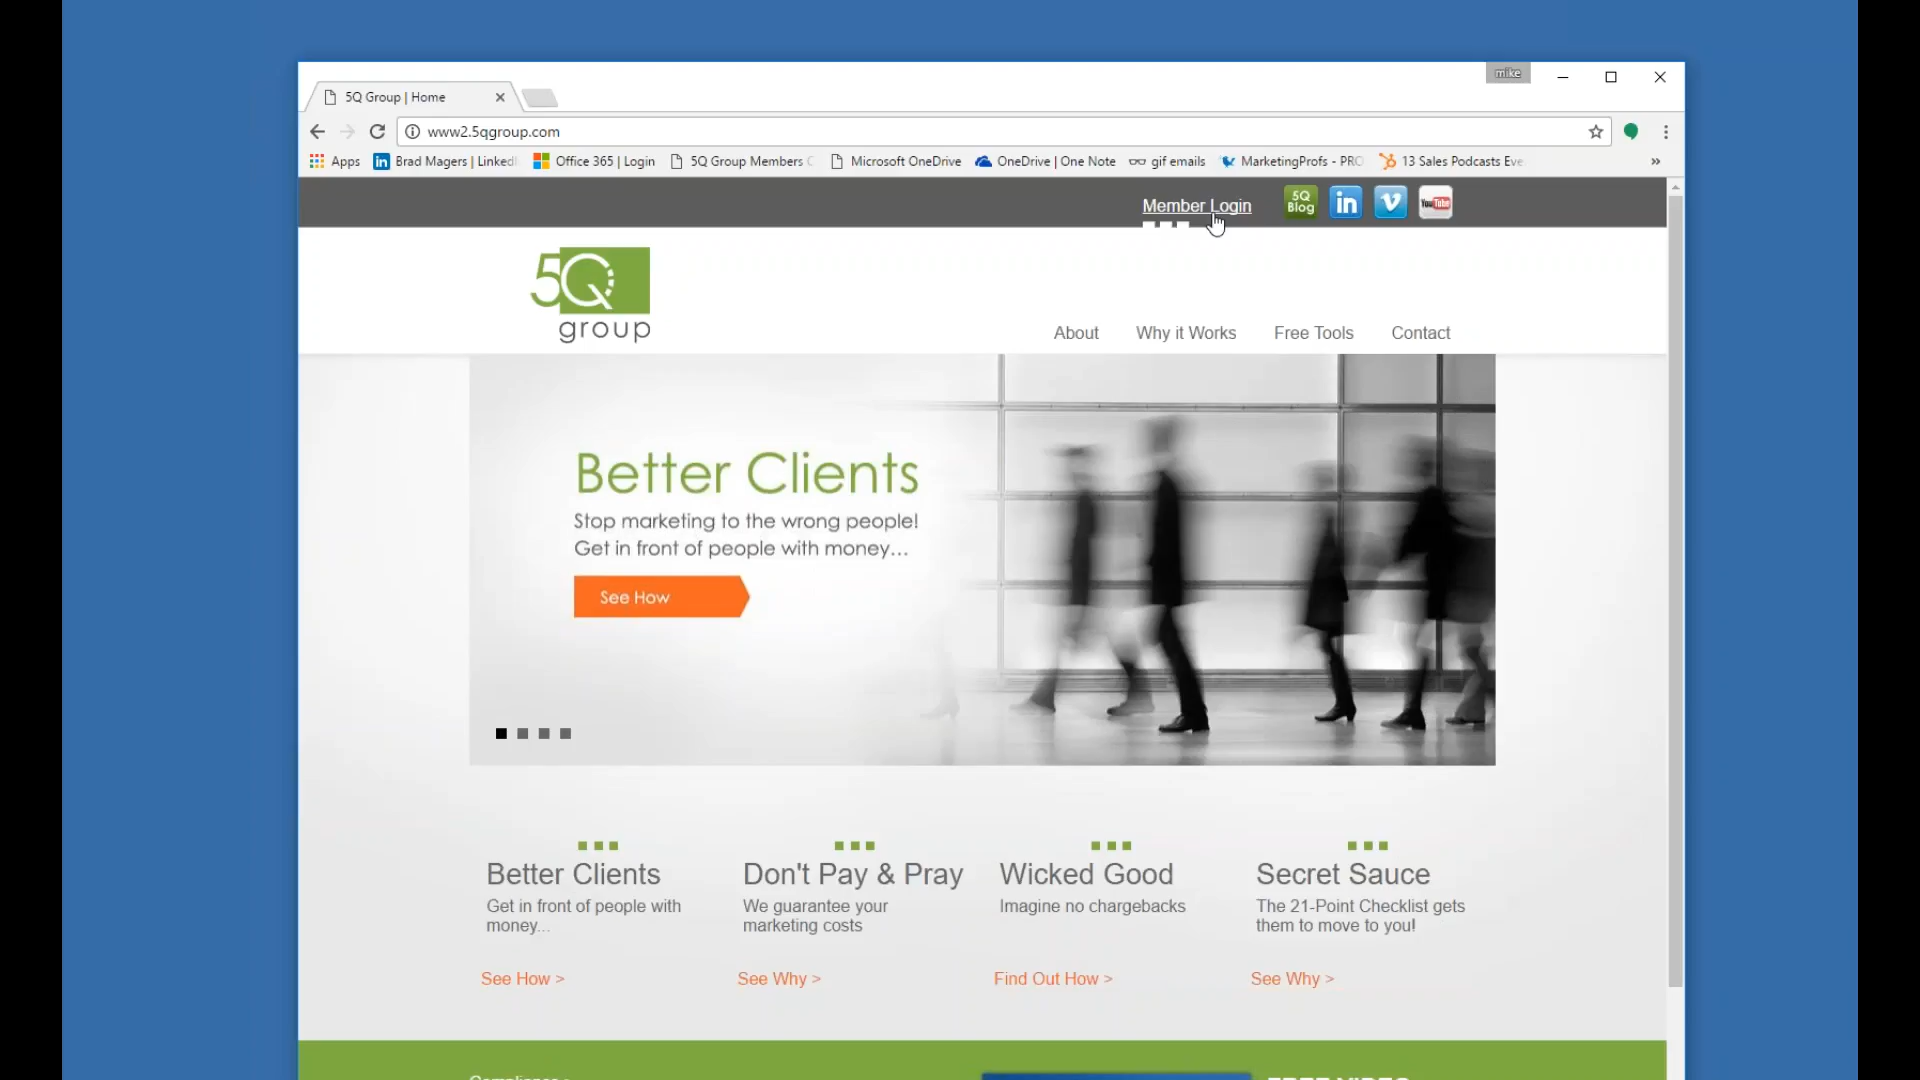 mike
5Q Group | Home
www2.5qgroup.com
Apps
Brad Magers | Linked
Office 365 | Login
5Q Group Members
Microsoft OneDrive
OneDrive | One Note
gif emails
MarketingProfs - PRO
13 Sales Podcasts Eve
»
Member Login
5Q Blog
in
v
YouTube
5Q
group
About
Why it Works
Free Tools
Contact
Better Clients
Stop marketing to the wrong people!
Get in front of people with money...
See How
Better Clients
Get in front of people with
money...
See How >
Don't Pay & Pray
We guarantee your
marketing costs
See Why >
Wicked Good
Imagine no chargebacks
Find Out How >
Secret Sauce
The 21-Point Checklist gets
them to move to you!
See Why >